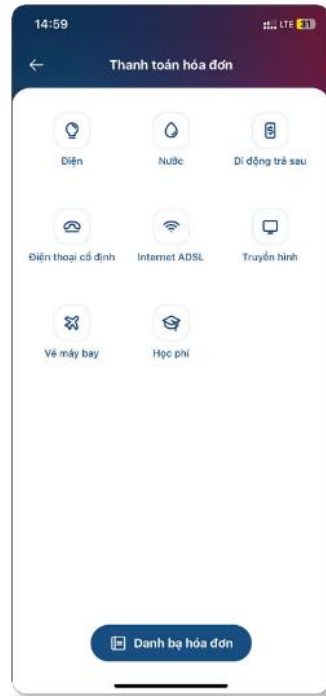 14:59 LTE 31
Thanh toán hóa đơn
Điện Nước Di động trả sau
Điện thoại cố định Internet ADSL Truyền hình
Vé máy bay Học phí
Danh bạ hóa đơn